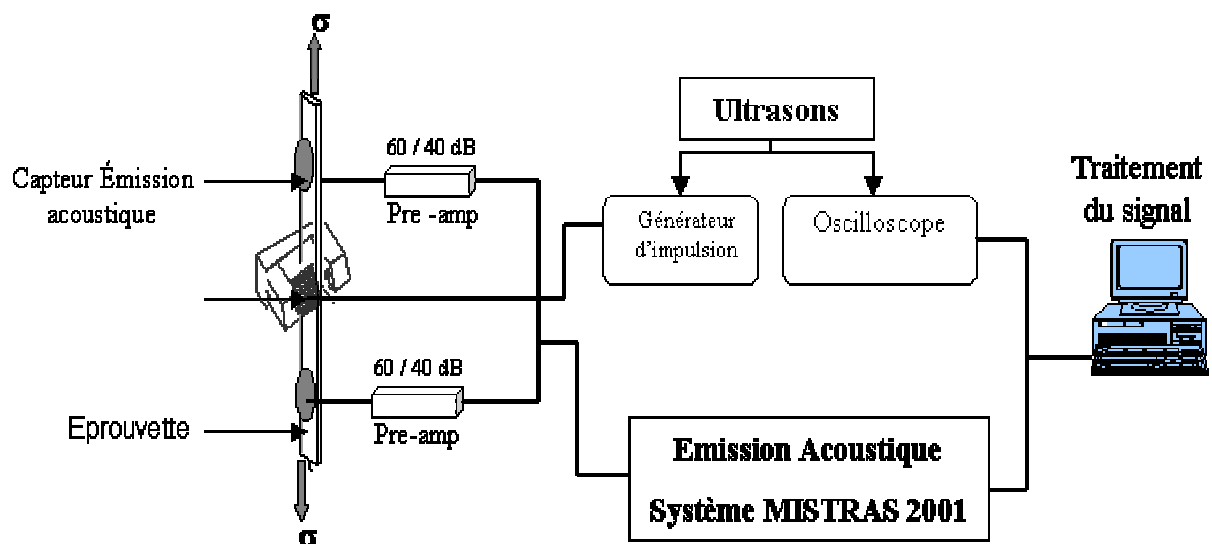 σ
Ultrasons
60 / 40 dB
Capteur Émission
acoustique
Pre -amp
Générateur
d'impulsion
Oscilloscope
Traitement
du signal
60 / 40 dB
Pre-amp
Eprouvette
Emission Acoustique
Système MISTRAS 2001
σ